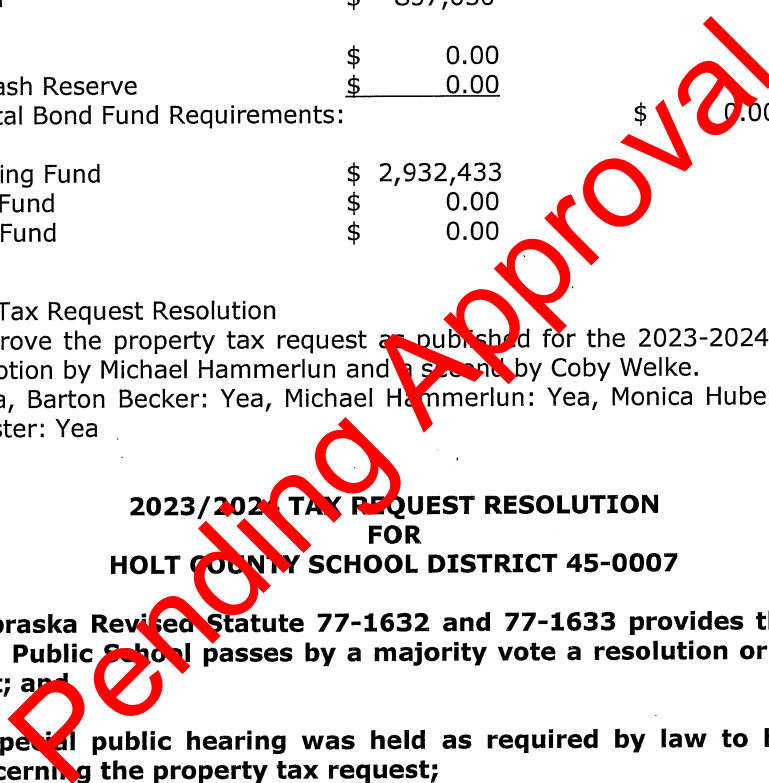 $ 0.00
ash Reserve $ 0.00
tal Bond Fund Requirements: $ 0.00
ing Fund $ 2,932,433
Fund $ 0.00
Fund $ 0.00
Tax Request Resolution
rove the property tax request as published for the 2023-2024
otion by Michael Hammerlun and a second by Coby Welke.
a, Barton Becker: Yea, Michael Hammerlun: Yea, Monica Hube
ster: Yea
2023/2024 TAX REQUEST RESOLUTION
FOR
HOLT COUNTY SCHOOL DISTRICT 45-0007
braska Revised Statute 77-1632 and 77-1633 provides th
Public School passes by a majority vote a resolution or
t; and
pecial public hearing was held as required by law to h
cerning the property tax request;
Pending Approval